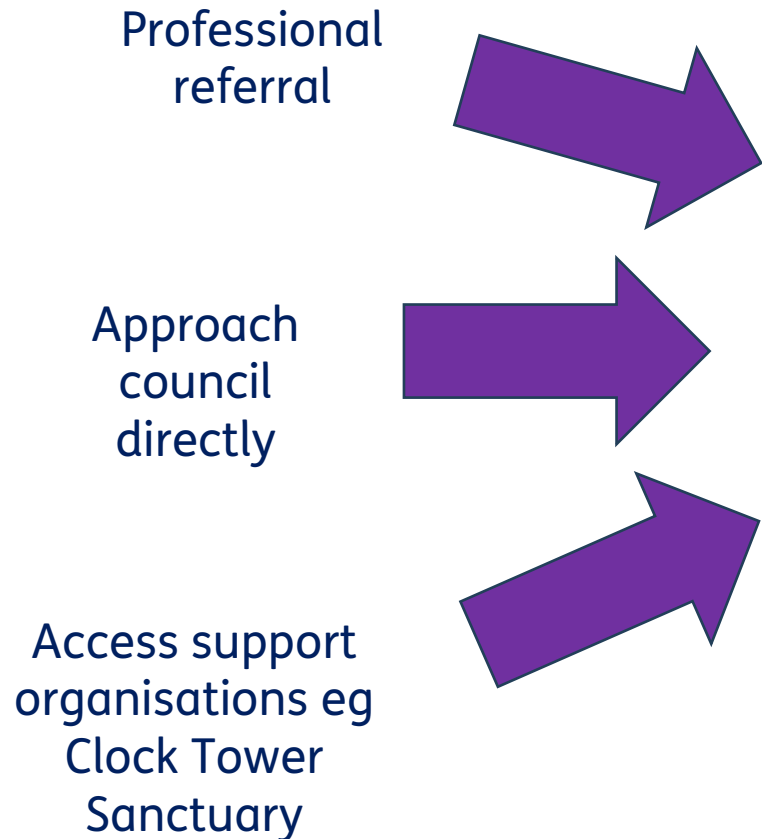 Professional
referral
Approach
council
directly
Access support
organisations eg
Clock Tower
Sanctuary